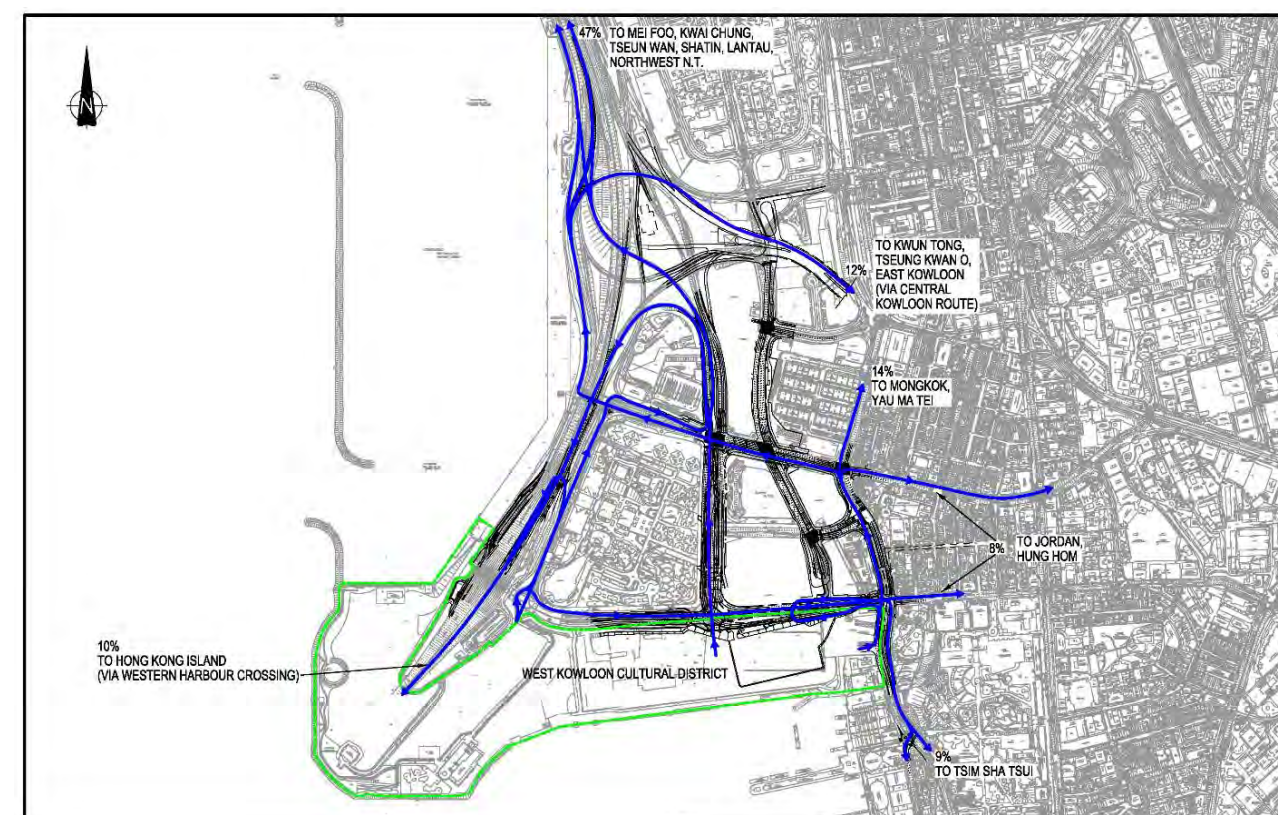 47% TO MEI FOO, KWAI CHUNG,
TSEUN WAN, SHATIN, LANTAU,
NORTHWEST N.T.
N
TO KWUN TONG,
TSEUNG KWAN O,
12% EAST KOWLOON
(VIA CENTRAL
KOWLOON ROUTE)
14%
TO MONGKOK,
YAU MA TEI
8% TO JORDAN,
HUNG HOM
10%
TO HONG KONG ISLAND
(VIA WESTERN HARBOUR CROSSING)
WEST KOWLOON CULTURAL DISTRICT
9%
TO TSIM SHA TSUI